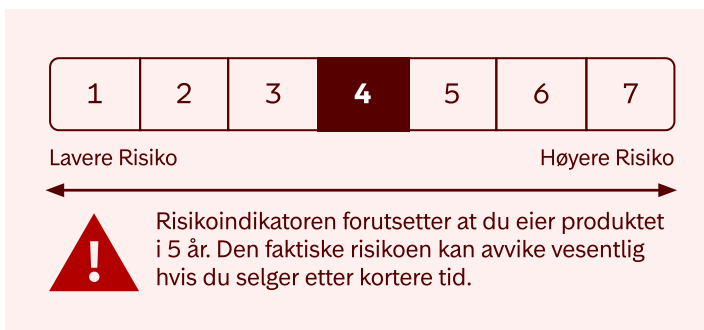 1 2 3 4 5 6 7
Lavere Risiko Høyere Risiko
!
Risikoindikatoren forutsetter at du eier produktet
i 5 år. Den faktiske risikoen kan avvike vesentlig
hvis du selger etter kortere tid.